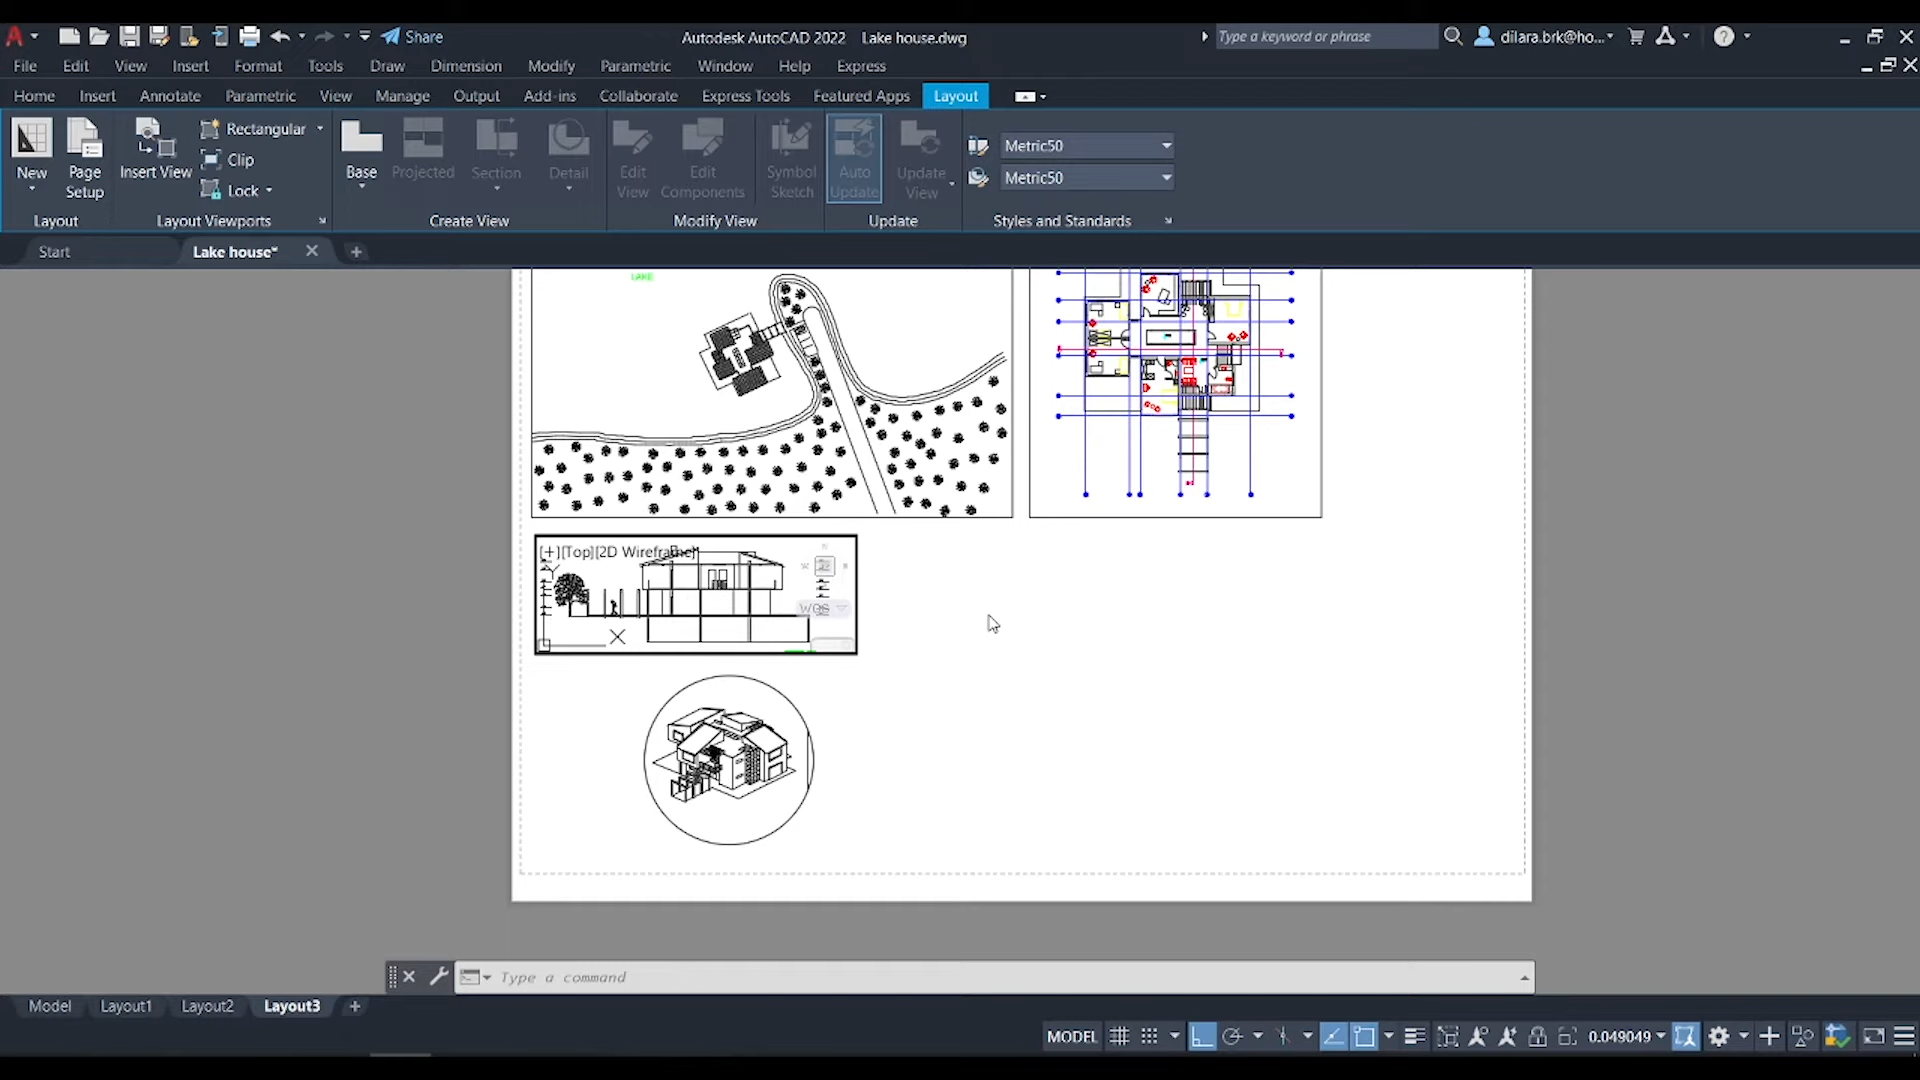 Share
Autodesk AutoCAD 2022 Lake house.dwg
Type a keyword or phrase
dilara.brk@ho...
File Edit View Insert Format Tools Draw Dimension Modify Parametric Window Help Express
Home Insert Annotate Parametric View Manage Output Add-ins Collaborate Express Tools Featured Apps Layout
New
Page Setup
Insert View
Rectangular
Clip
Lock
Base
Projected
Section
Detail
Edit View
Edit Components
Symbol Sketch
Auto Update
Update View
Metric50
Metric50
Layout
Layout Viewports
Create View
Modify View
Update
Styles and Standards
Start
Lake house*
LAKE
[+][Top][2D Wireframe]
Y
WCS
X
Type a command
Model Layout1 Layout2 Layout3
MODEL
0.049049